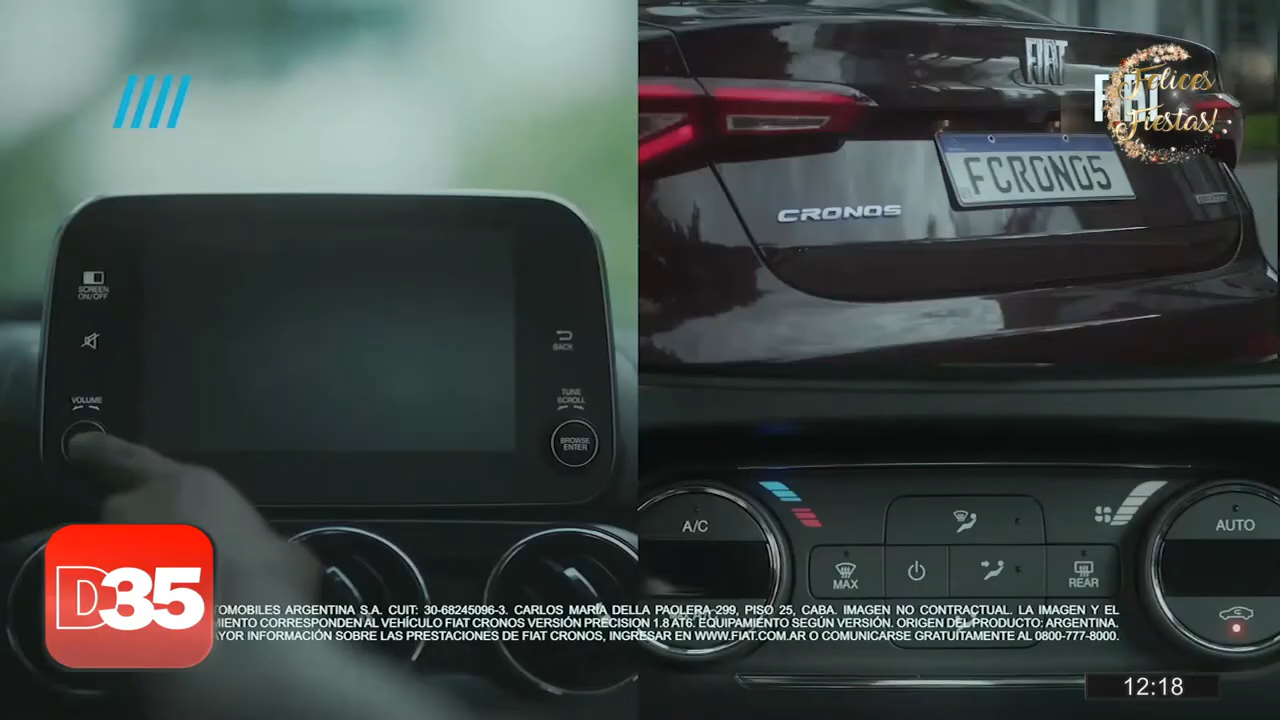 FIAT
FIAT
Felices
Fiestas!
FCRONOS
CRONOS
SCREEN
ON/OFF
BACK
VOLUME
TUNE
SCROLL
BROWSE
ENTER
A/C
AUTO
MAX
REAR
D35
OMOBILES ARGENTINA S.A. CUIT: 30-68245096-3. CARLOS MARÍA DELLA PAOLERA 299, PISO 25, CABA. IMAGEN NO CONTRACTUAL. LA IMAGEN Y EL
MIENTO CORRESPONDEN AL VEHÍCULO FIAT CRONOS VERSIÓN PRECISION 1.8 AT6. EQUIPAMIENTO SEGÚN VERSIÓN. ORIGEN DEL PRODUCTO: ARGENTINA.
YOR INFORMACIÓN SOBRE LAS PRESTACIONES DE FIAT CRONOS, INGRESAR EN WWW.FIAT.COM.AR O COMUNICARSE GRATUITAMENTE AL 0800-777-8000.
12:18